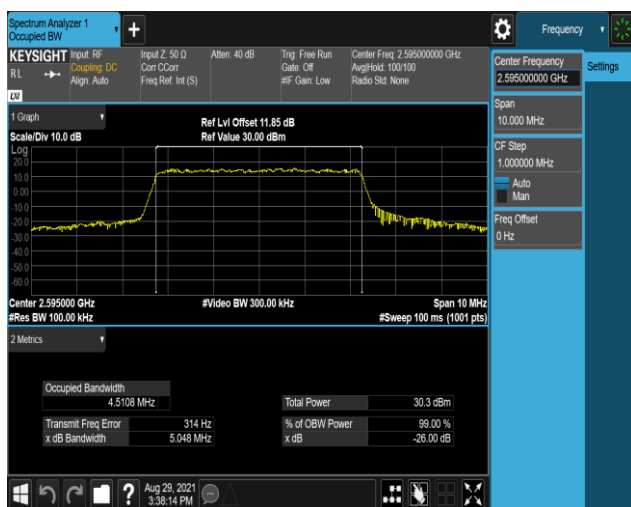 Spectrum Analyzer 1
Occupied BW
Frequency
KEYSIGHT
Input: RF
Coupling: DC
Align: Auto
RL
LXI
Input Z: 50 Ω
Corr CCorr
Freq Ref: Int (S)
Atten: 40 dB
Trig: Free Run
Gate: Off
#IF Gain: Low
Center Freq: 2.595000000 GHz
Avg|Hold: 100/100
Radio Std: None
Center Frequency
2.595000000 GHz
Settings
Span
10.000 MHz
CF Step
1.000000 MHz
Auto
Man
Freq Offset
0 Hz
1 Graph
Scale/Div 10.0 dB
Ref Lvl Offset 11.85 dB
Ref Value 30.00 dBm
Log
20.0
10.0
0.00
-10.0
-20.0
-30.0
-40.0
-50.0
-60.0
Center 2.595000 GHz
#Video BW 300.00 kHz
Span 10 MHz
#Res BW 100.00 kHz
#Sweep 100 ms (1001 pts)
2 Metrics
Occupied Bandwidth
4.5108 MHz
Total Power 30.3 dBm
Transmit Freq Error 314 Hz
% of OBW Power 99.00 %
x dB Bandwidth 5.048 MHz
x dB -26.00 dB
?
Aug 29, 2021
3:38:14 PM